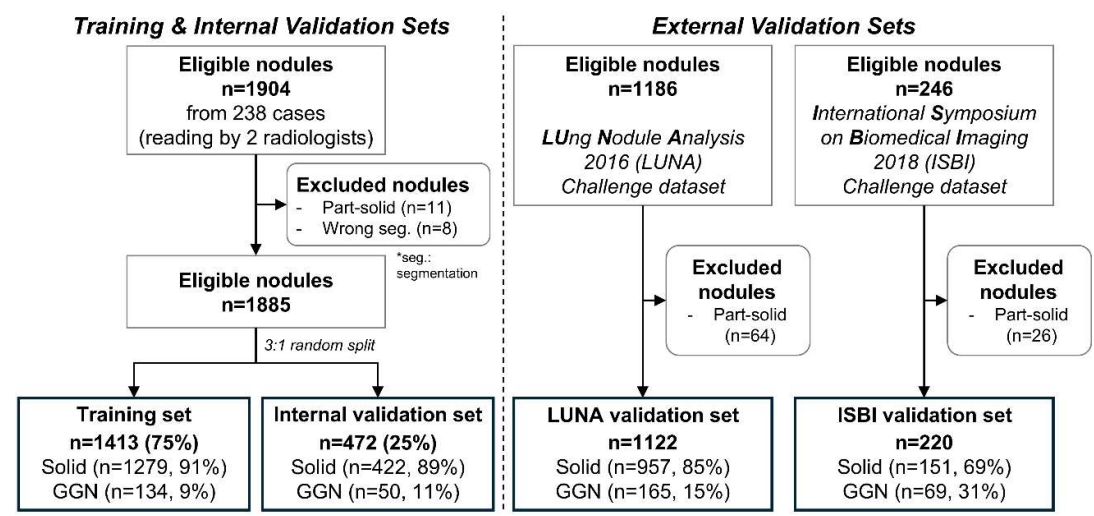 Training & Internal Validation Sets
Eligible nodules
n=1904
from 238 cases
(reading by 2 radiologists)
Excluded nodules
- Part-solid (n=11)
- Wrong seg. (n=8)
*seg.:
segmentation
Eligible nodules
n=1885
3:1 random split
Training set
n=1413 (75%)
Solid (n=1279, 91%)
GGN (n=134, 9%)
Internal validation set
n=472 (25%)
Solid (n=422, 89%)
GGN (n=50, 11%)
External Validation Sets
Eligible nodules
n=1186
LUng Nodule Analysis
2016 (LUNA)
Challenge dataset
Excluded
nodules
- Part-solid
(n=64)
LUNA validation set
n=1122
Solid (n=957, 85%)
GGN (n=165, 15%)
Eligible nodules
n=246
International Symposium
on Biomedical Imaging
2018 (ISBI)
Challenge dataset
Excluded
nodules
- Part-solid
(n=26)
ISBI validation set
n=220
Solid (n=151, 69%)
GGN (n=69, 31%)